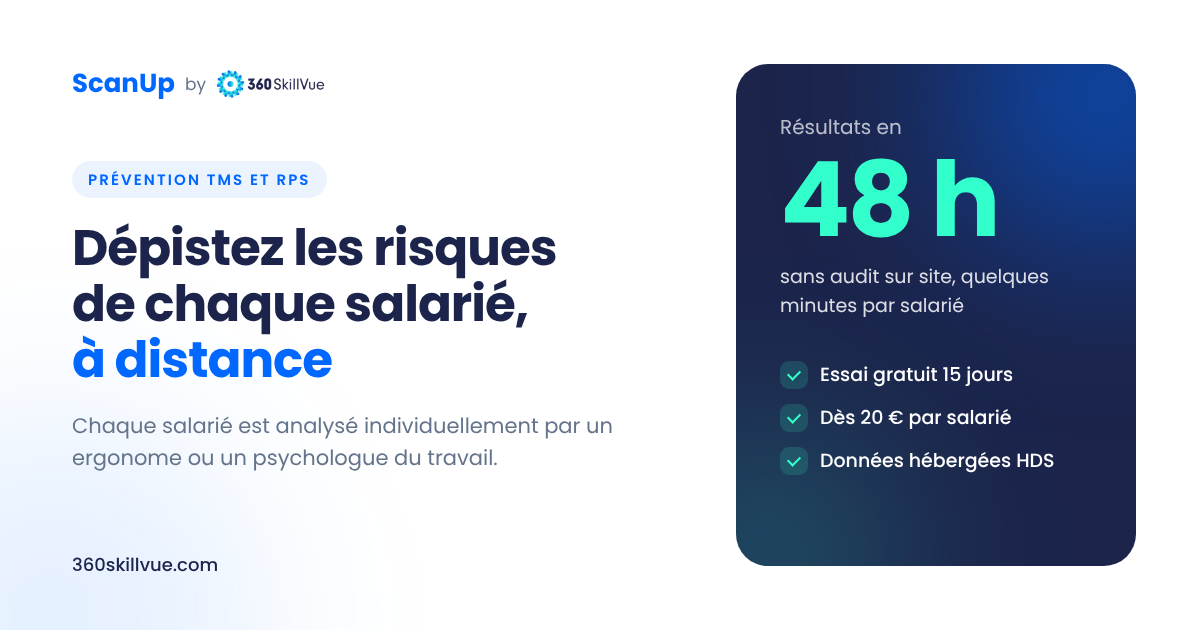 ScanUp by 360SkillVue
PRÉVENTION TMS ET RPS
Dépistez les risques
de chaque salarié,
à distance
Chaque salarié est analysé individuellement par un
ergonome ou un psychologue du travail.
360skillvue.com
Résultats en
48 h
sans audit sur site, quelques
minutes par salarié
Essai gratuit 15 jours
Dès 20 € par salarié
Données hébergées HDS